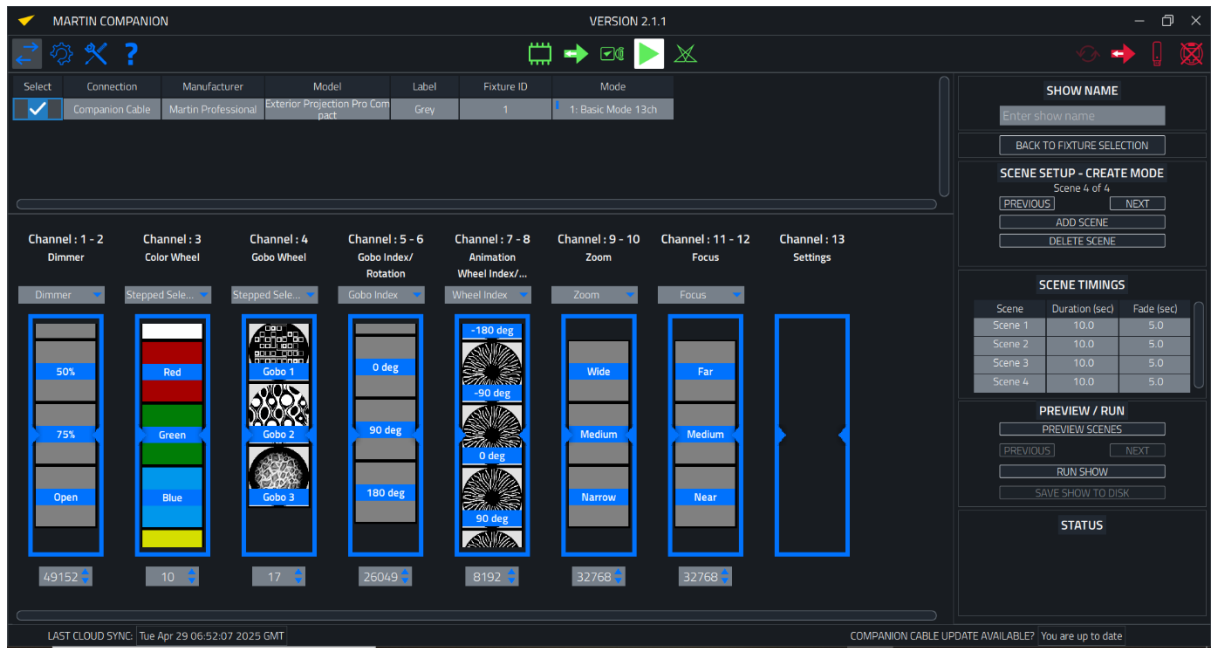 MARTIN COMPANION
VERSION 2.1.1
?
Select Connection Manufacturer Model Label Fixture ID Mode
Companion Cable Martin Professional Exterior Projection Pro Com
pact Grey 1 1: Basic Mode 13ch
SHOW NAME
Enter show name
BACK TO FIXTURE SELECTION
SCENE SETUP - CREATE MODE
Scene 4 of 4
PREVIOUS NEXT
ADD SCENE
DELETE SCENE
Channel : 1 - 2 Channel : 3 Channel : 4 Channel : 5 - 6 Channel : 7 - 8 Channel : 9 - 10 Channel : 11 - 12 Channel : 13
Dimmer Color Wheel Gobo Wheel Gobo Index/ Animation Zoom Focus Settings
Rotation Wheel Index/...
Dimmer Stepped Sele... Stepped Sele... Gobo Index Wheel Index Zoom Focus
-180 deg
50% Red Gobo 1 0 deg Wide Far
-90 deg
75% Green Gobo 2 90 deg Medium Medium
0 deg
Open Blue Gobo 3 180 deg Narrow Near
90 deg
49152 10 17 26049 8192 32768 32768
SCENE TIMINGS
Scene Duration (sec) Fade (sec)
Scene 1 10.0 5.0
Scene 2 10.0 5.0
Scene 3 10.0 5.0
Scene 4 10.0 5.0
PREVIEW / RUN
PREVIEW SCENES
PREVIOUS NEXT
RUN SHOW
SAVE SHOW TO DISK
STATUS
LAST CLOUD SYNC: Tue Apr 29 06:52:07 2025 GMT
COMPANION CABLE UPDATE AVAILABLE? You are up to date